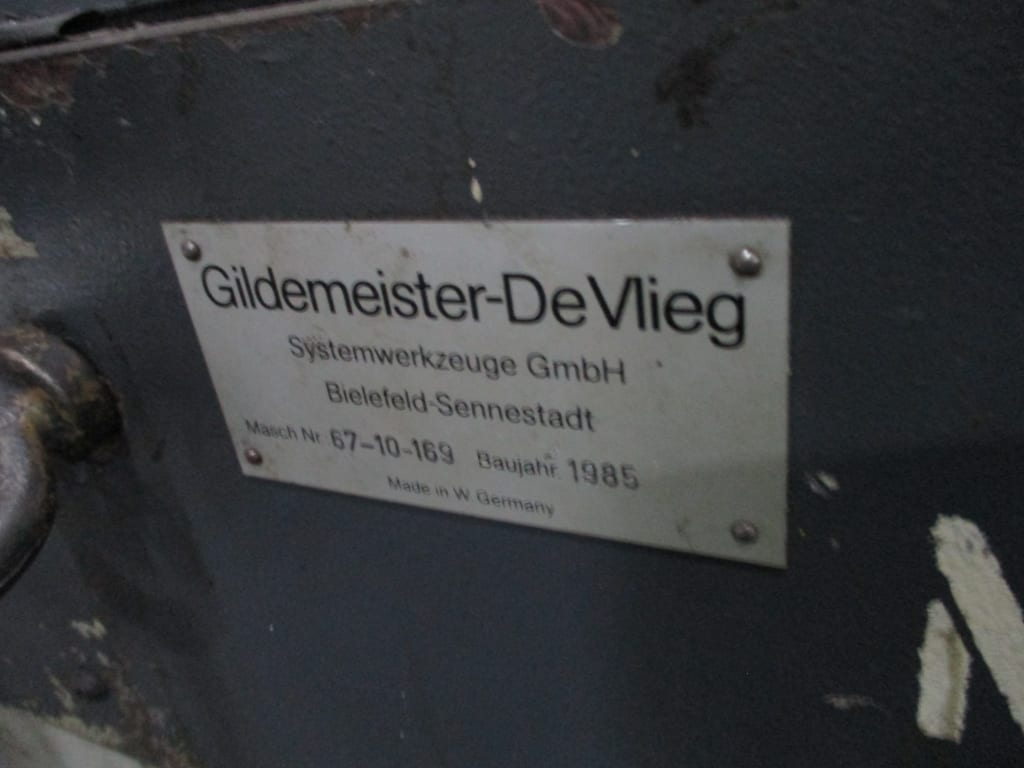 Gildemeister-DeVlieg
Systemwerkzeuge GmbH
Bielefeld-Sennestadt
Masch Nr. 67-10-169 Baujahr. 1985
Made in W. Germany